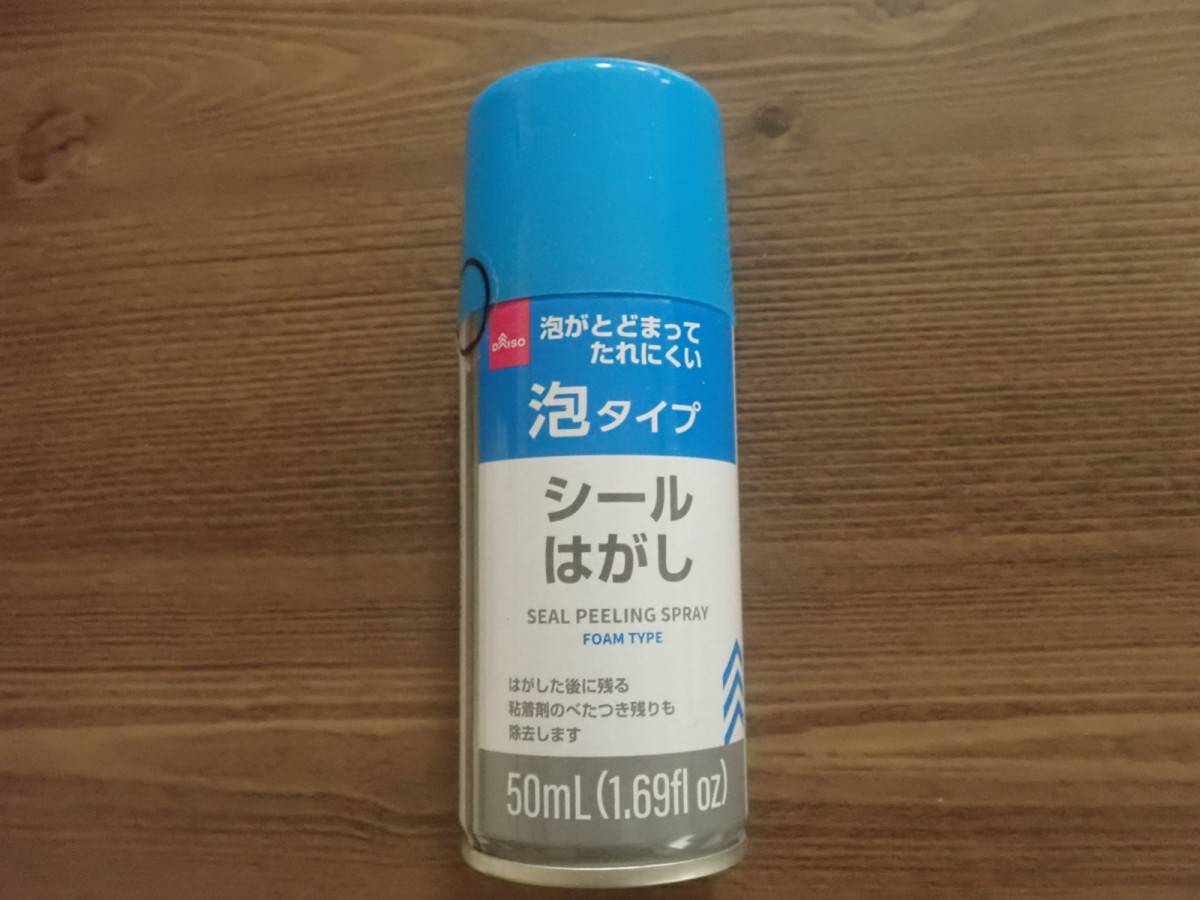 DAISO
泡がとどまって
たれにくい
泡タイプ
シール
はがし
SEAL PEELING SPRAY
FOAM TYPE
はがした後に残る
粘着剤のべたつき残りも
除去します
50mL(1.69fl oz)